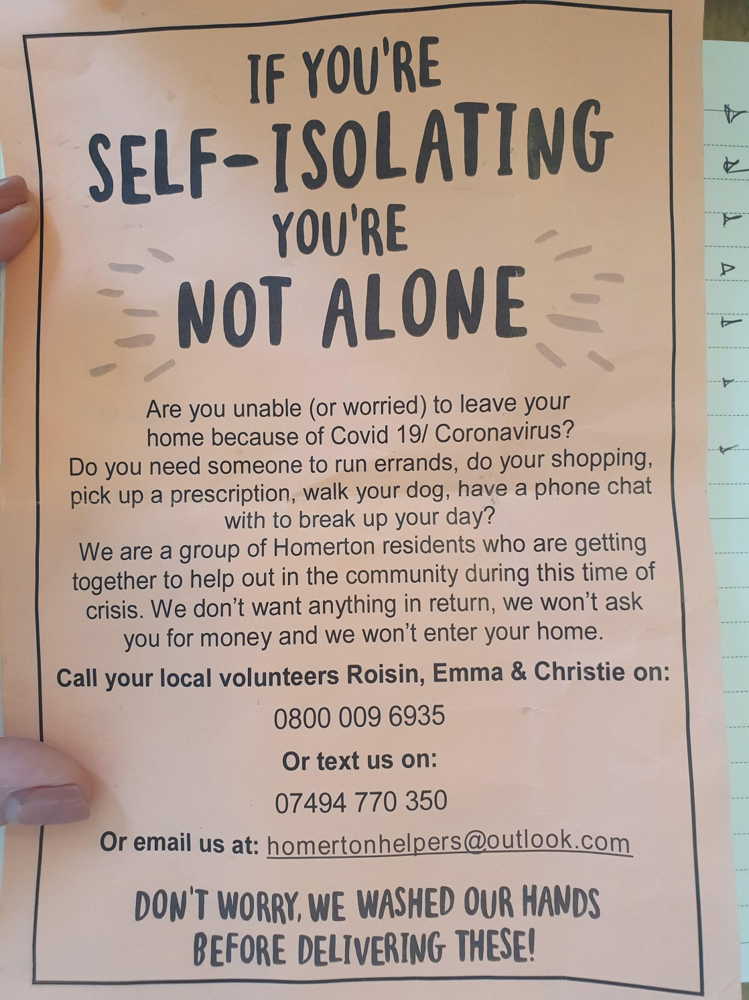 IF YOU'RE
SELF-ISOLATING
YOU'RE
NOT ALONE
Are you unable (or worried) to leave your
home because of Covid 19/ Coronavirus?
Do you need someone to run errands, do your shopping,
pick up a prescription, walk your dog, have a phone chat
with to break up your day?
We are a group of Homerton residents who are getting
together to help out in the community during this time of
crisis. We don't want anything in return, we won't ask
you for money and we won't enter your home.
Call your local volunteers Roisin, Emma & Christie on:
0800 009 6935
Or text us on:
07494 770 350
Or email us at: homertonhelpers@outlook.com
DON'T WORRY, WE WASHED OUR HANDS
BEFORE DELIVERING THESE!